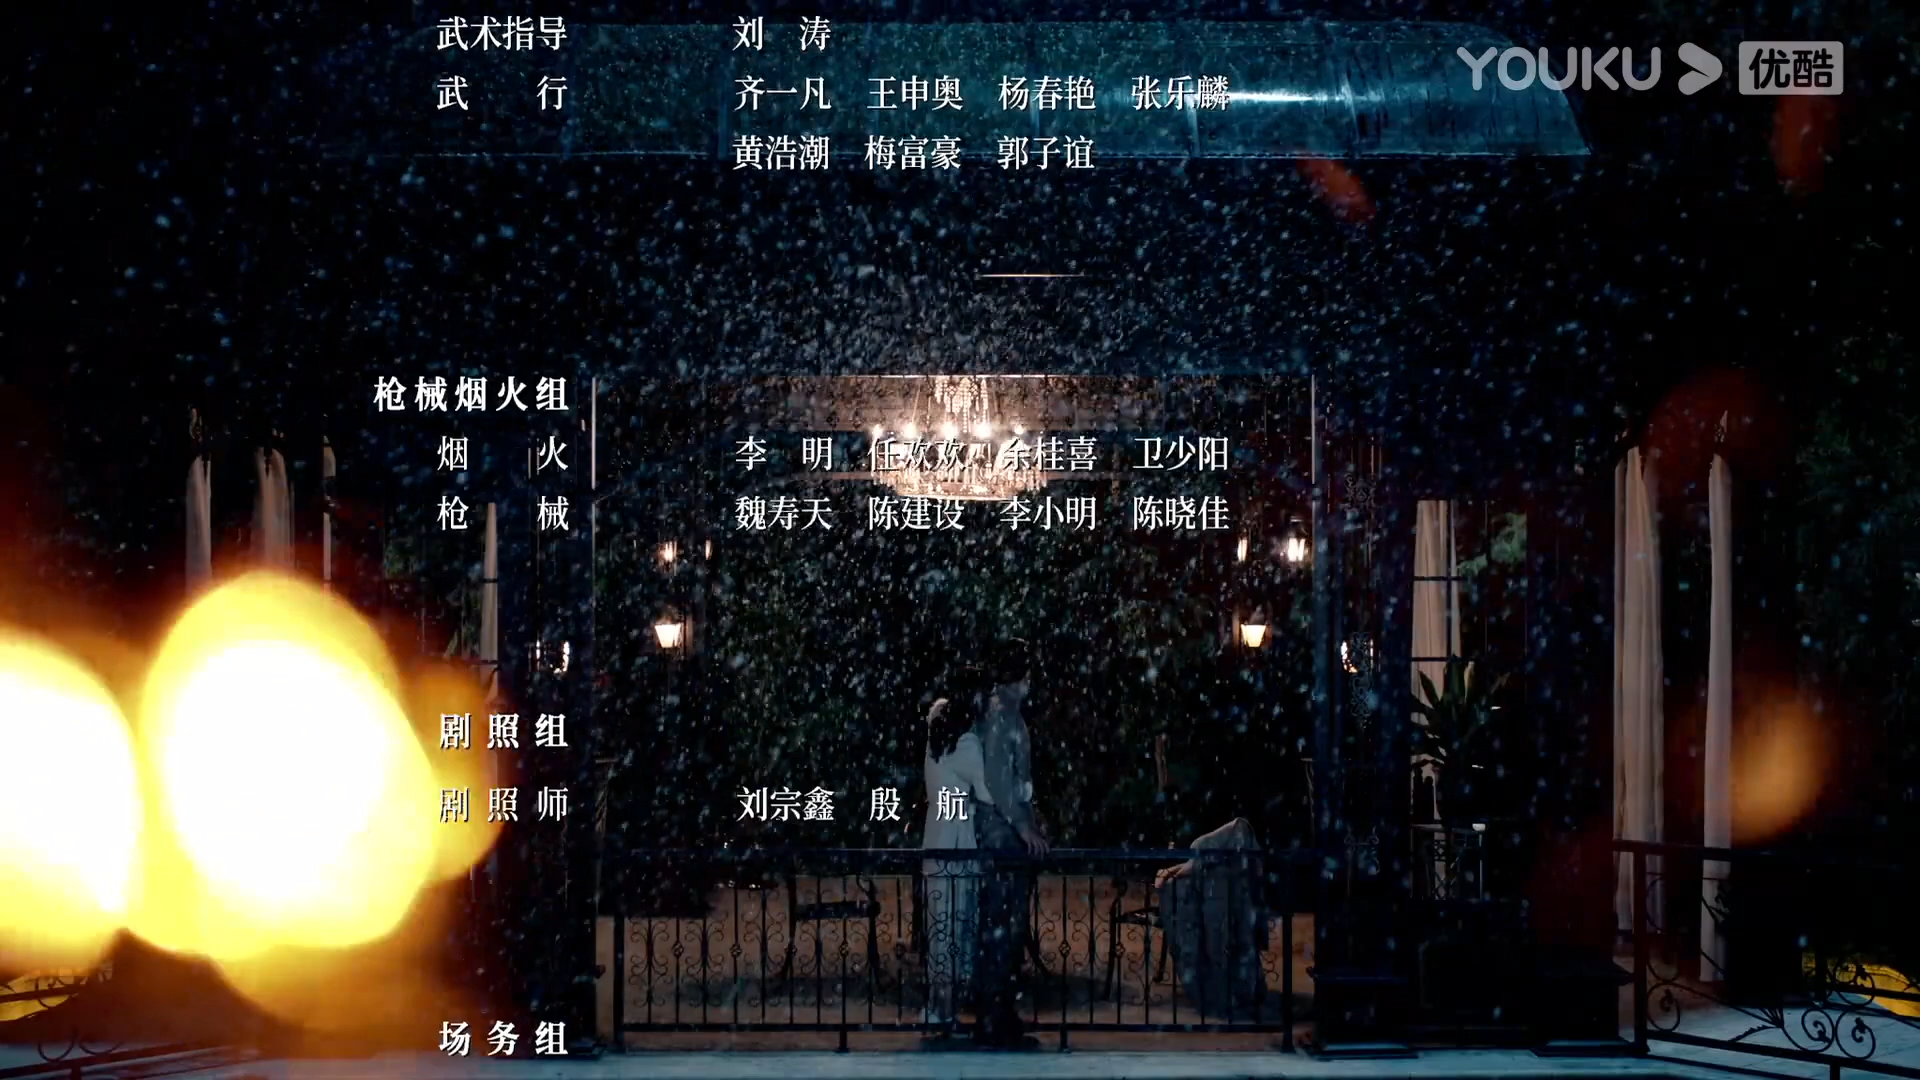 武术指导 刘 涛
YOUKU 优酷
武 行 齐一凡 王申奥 杨春艳 张乐麟
黄浩潮 梅富豪 郭子谊
枪械烟火组
烟 火 李 明 任欢欢 余桂喜 卫少阳
枪 械 魏寿天 陈建设 李小明 陈晓佳
剧照组
剧照师 刘宗鑫 殷 航
场务组